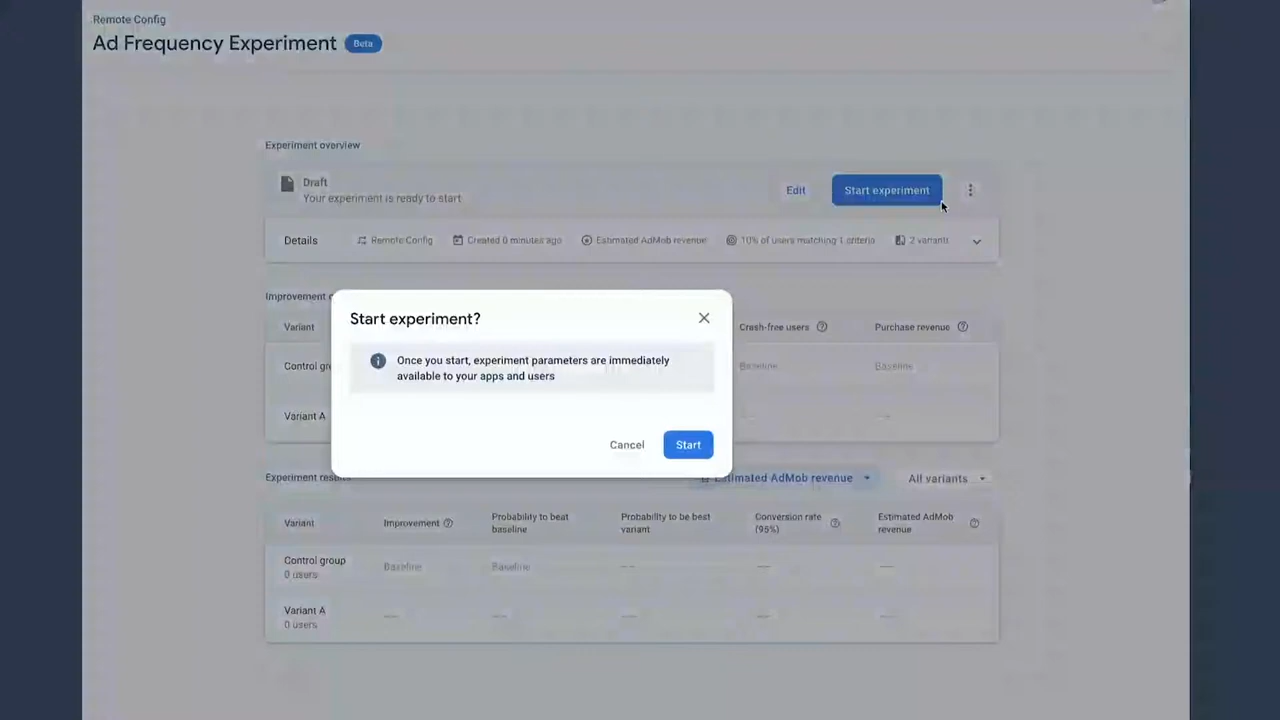 Remote Config
Ad Frequency Experiment Beta
Experiment overview
Draft
Your experiment is ready to start
Edit
Start experiment
Details
Remote Config
Created 0 minutes ago
Estimated AdMob revenue
10% of users matching 1 criteria
2 variants
Improvement
Start experiment?
Once you start, experiment parameters are immediately
available to your apps and users
Cancel
Start
Variant
Crash-free users
Purchase revenue
Control gr
Baseline
Baseline
Variant A
Experiment results
Estimated AdMob revenue
All variants
Variant
Improvement
Probability to beat
baseline
Probability to be best
variant
Conversion rate
(95%)
Estimated AdMob
revenue
Control group
0 users
Baseline
Baseline
Variant A
0 users